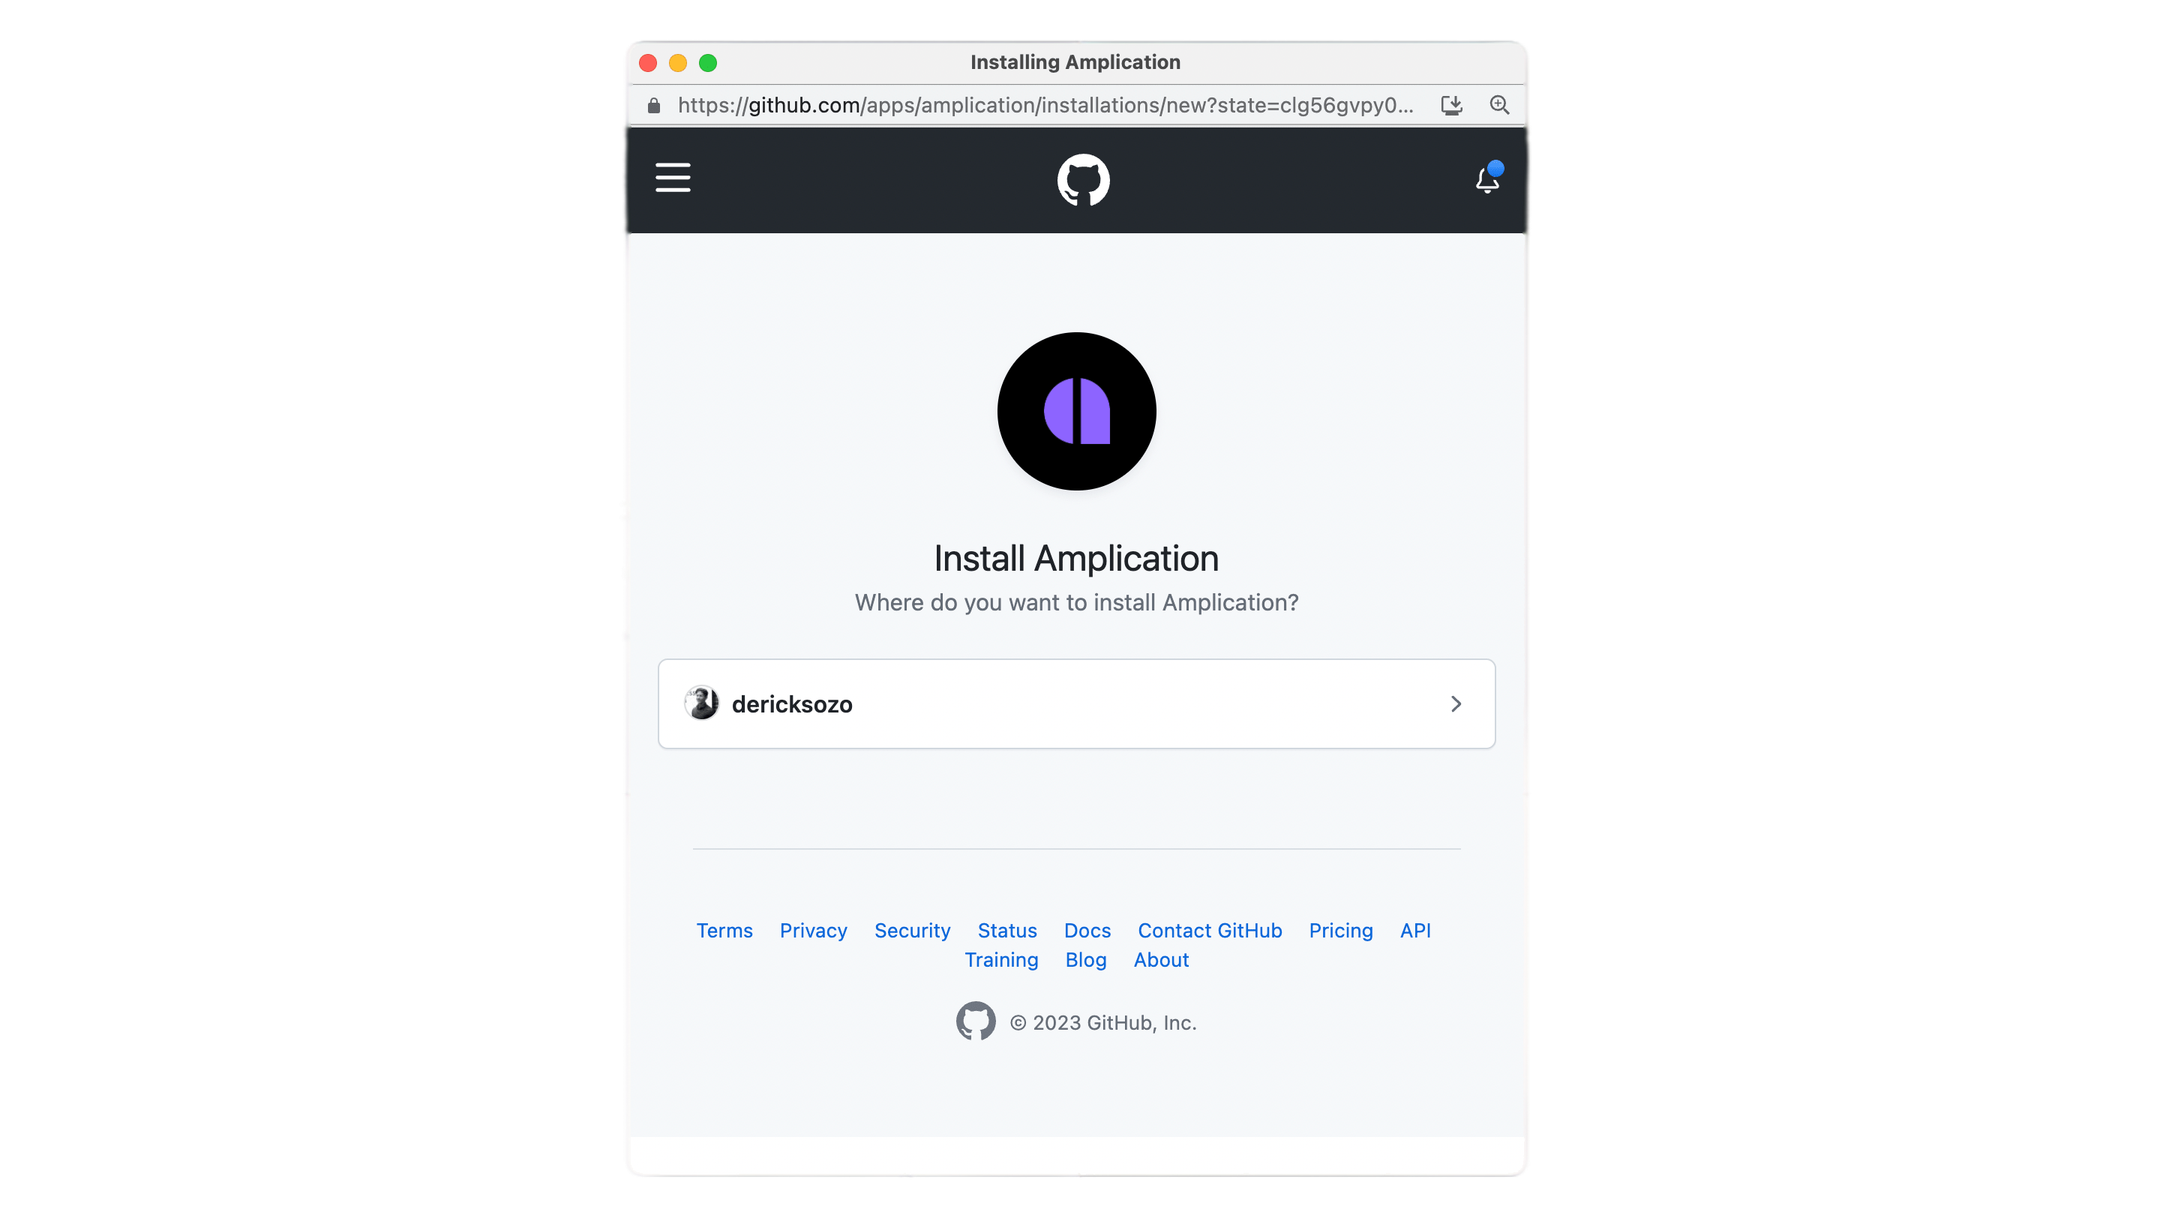 Installing Amplication
https://github.com/apps/amplication/installations/new?state=clg56gvpy0...
Install Amplication
Where do you want to install Amplication?
dericksozo
Terms Privacy Security Status Docs Contact GitHub Pricing API
Training Blog About
© 2023 GitHub, Inc.